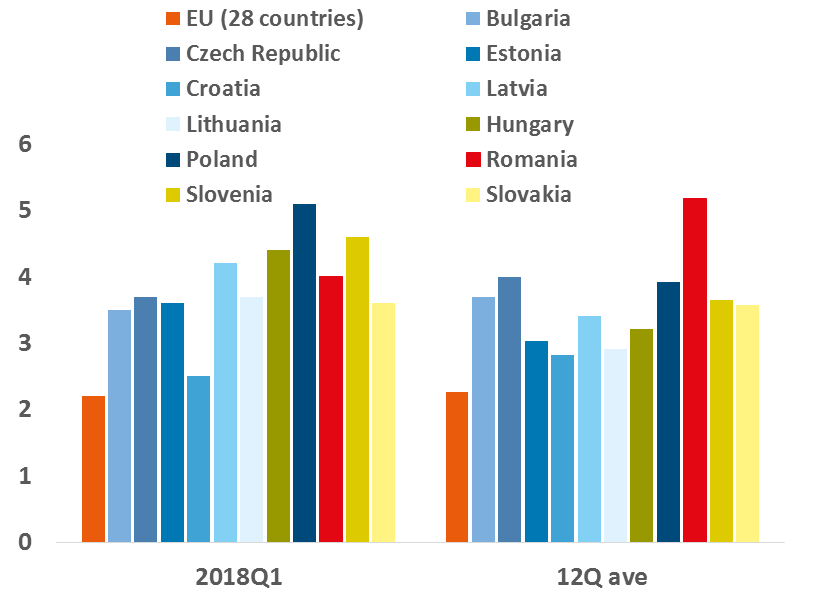 EU (28 countries) Bulgaria
Czech Republic Estonia
Croatia Latvia
Lithuania Hungary
Poland Romania
Slovenia Slovakia
6
5
4
3
2
1
0
2018Q1 12Q ave